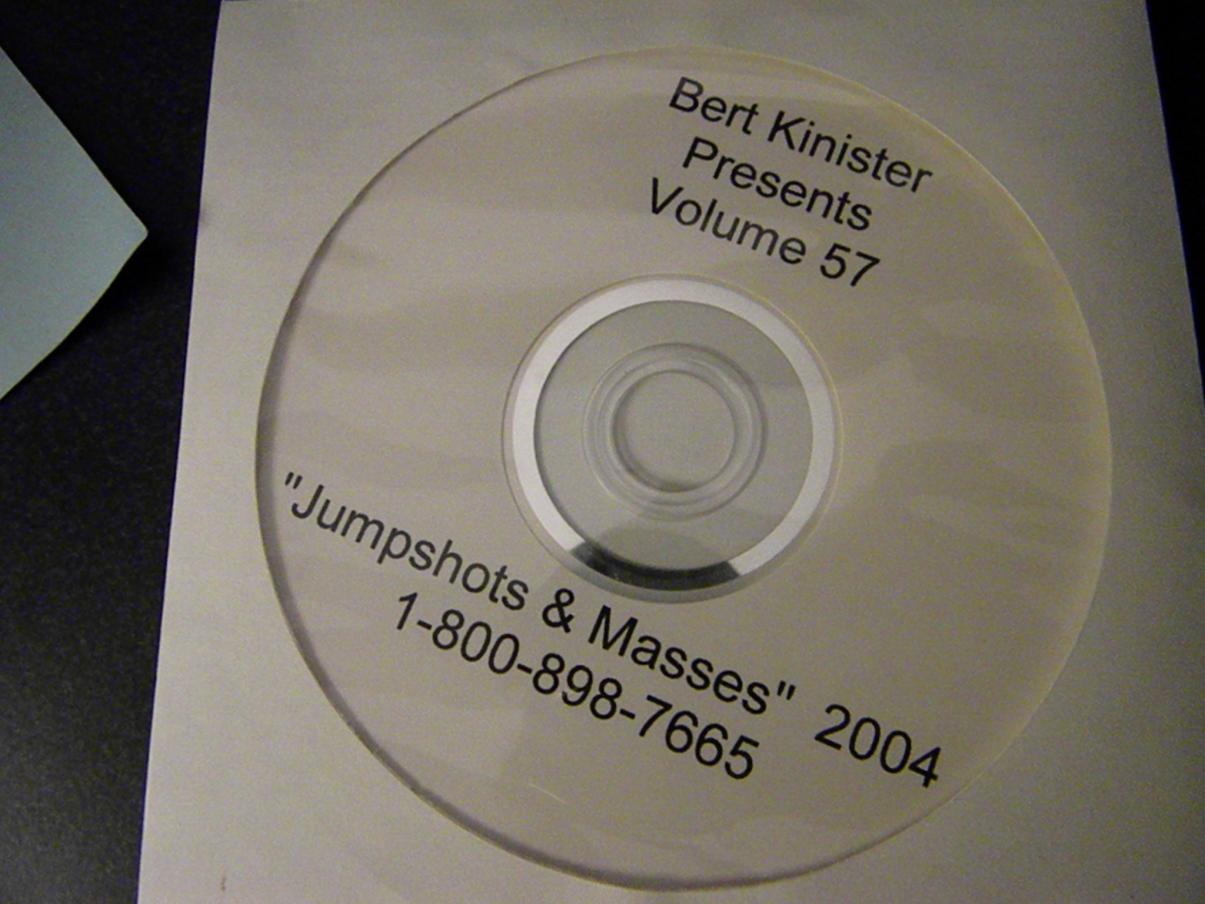 Bert Kinister
Presents
Volume 57
"Jumpshots & Masses" 2004
1-800-898-7665